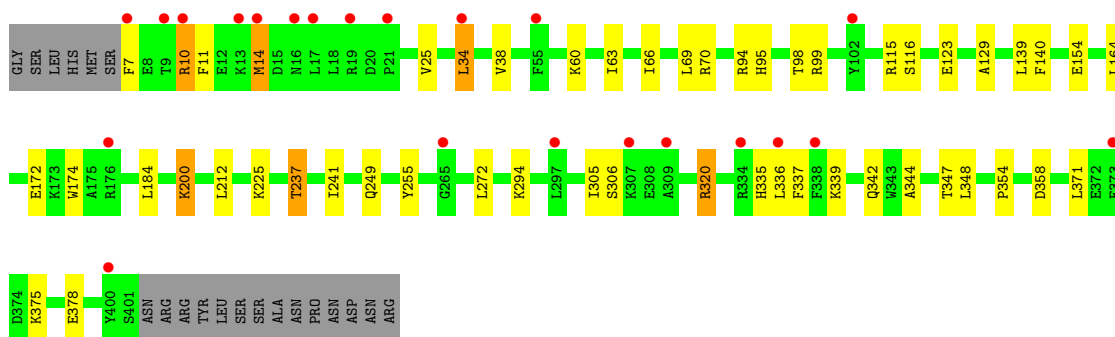 GLY SER LEU HIS MET SER F7 E8 T9 R10 F11 E12 K13 M14 D15 N16 L17 L18 R19 D20 P21 V25 L34 V38 F55 K60 I63 I66 L69 R70 R94 H95 T98 R99 Y102 R115 S116 E123 A129 L139 F140 E154 L164
E172 K173 W174 A175 R176 L184 K200 L212 K225 T237 I241 Q249 Y255 G265 L272 K294 L297 I305 S306 K307 E308 A309 R320 R334 H335 L336 F337 F338 K339 Q342 W343 A344 T347 L348 P354 D358 L371 E372
D374 K375 E378 Y400 S401 ASN ARG ARG TYR LEU SER SER ALA ASN PRO ASN ASP ASN ARG